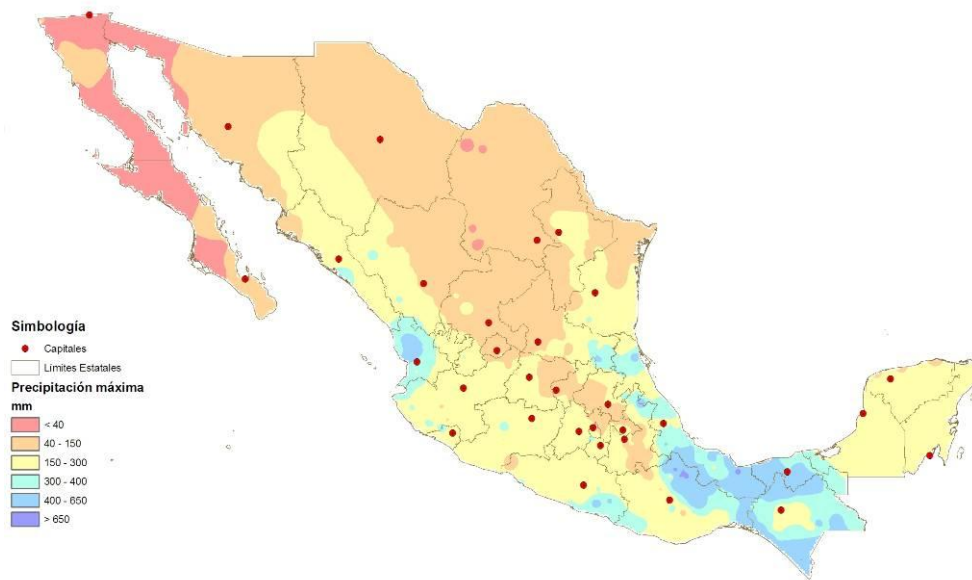 Simbología
Capitales
Límites Estatales
Precipitación máxima
mm
< 40
40 - 150
150 - 300
300 - 400
400 - 650
> 650